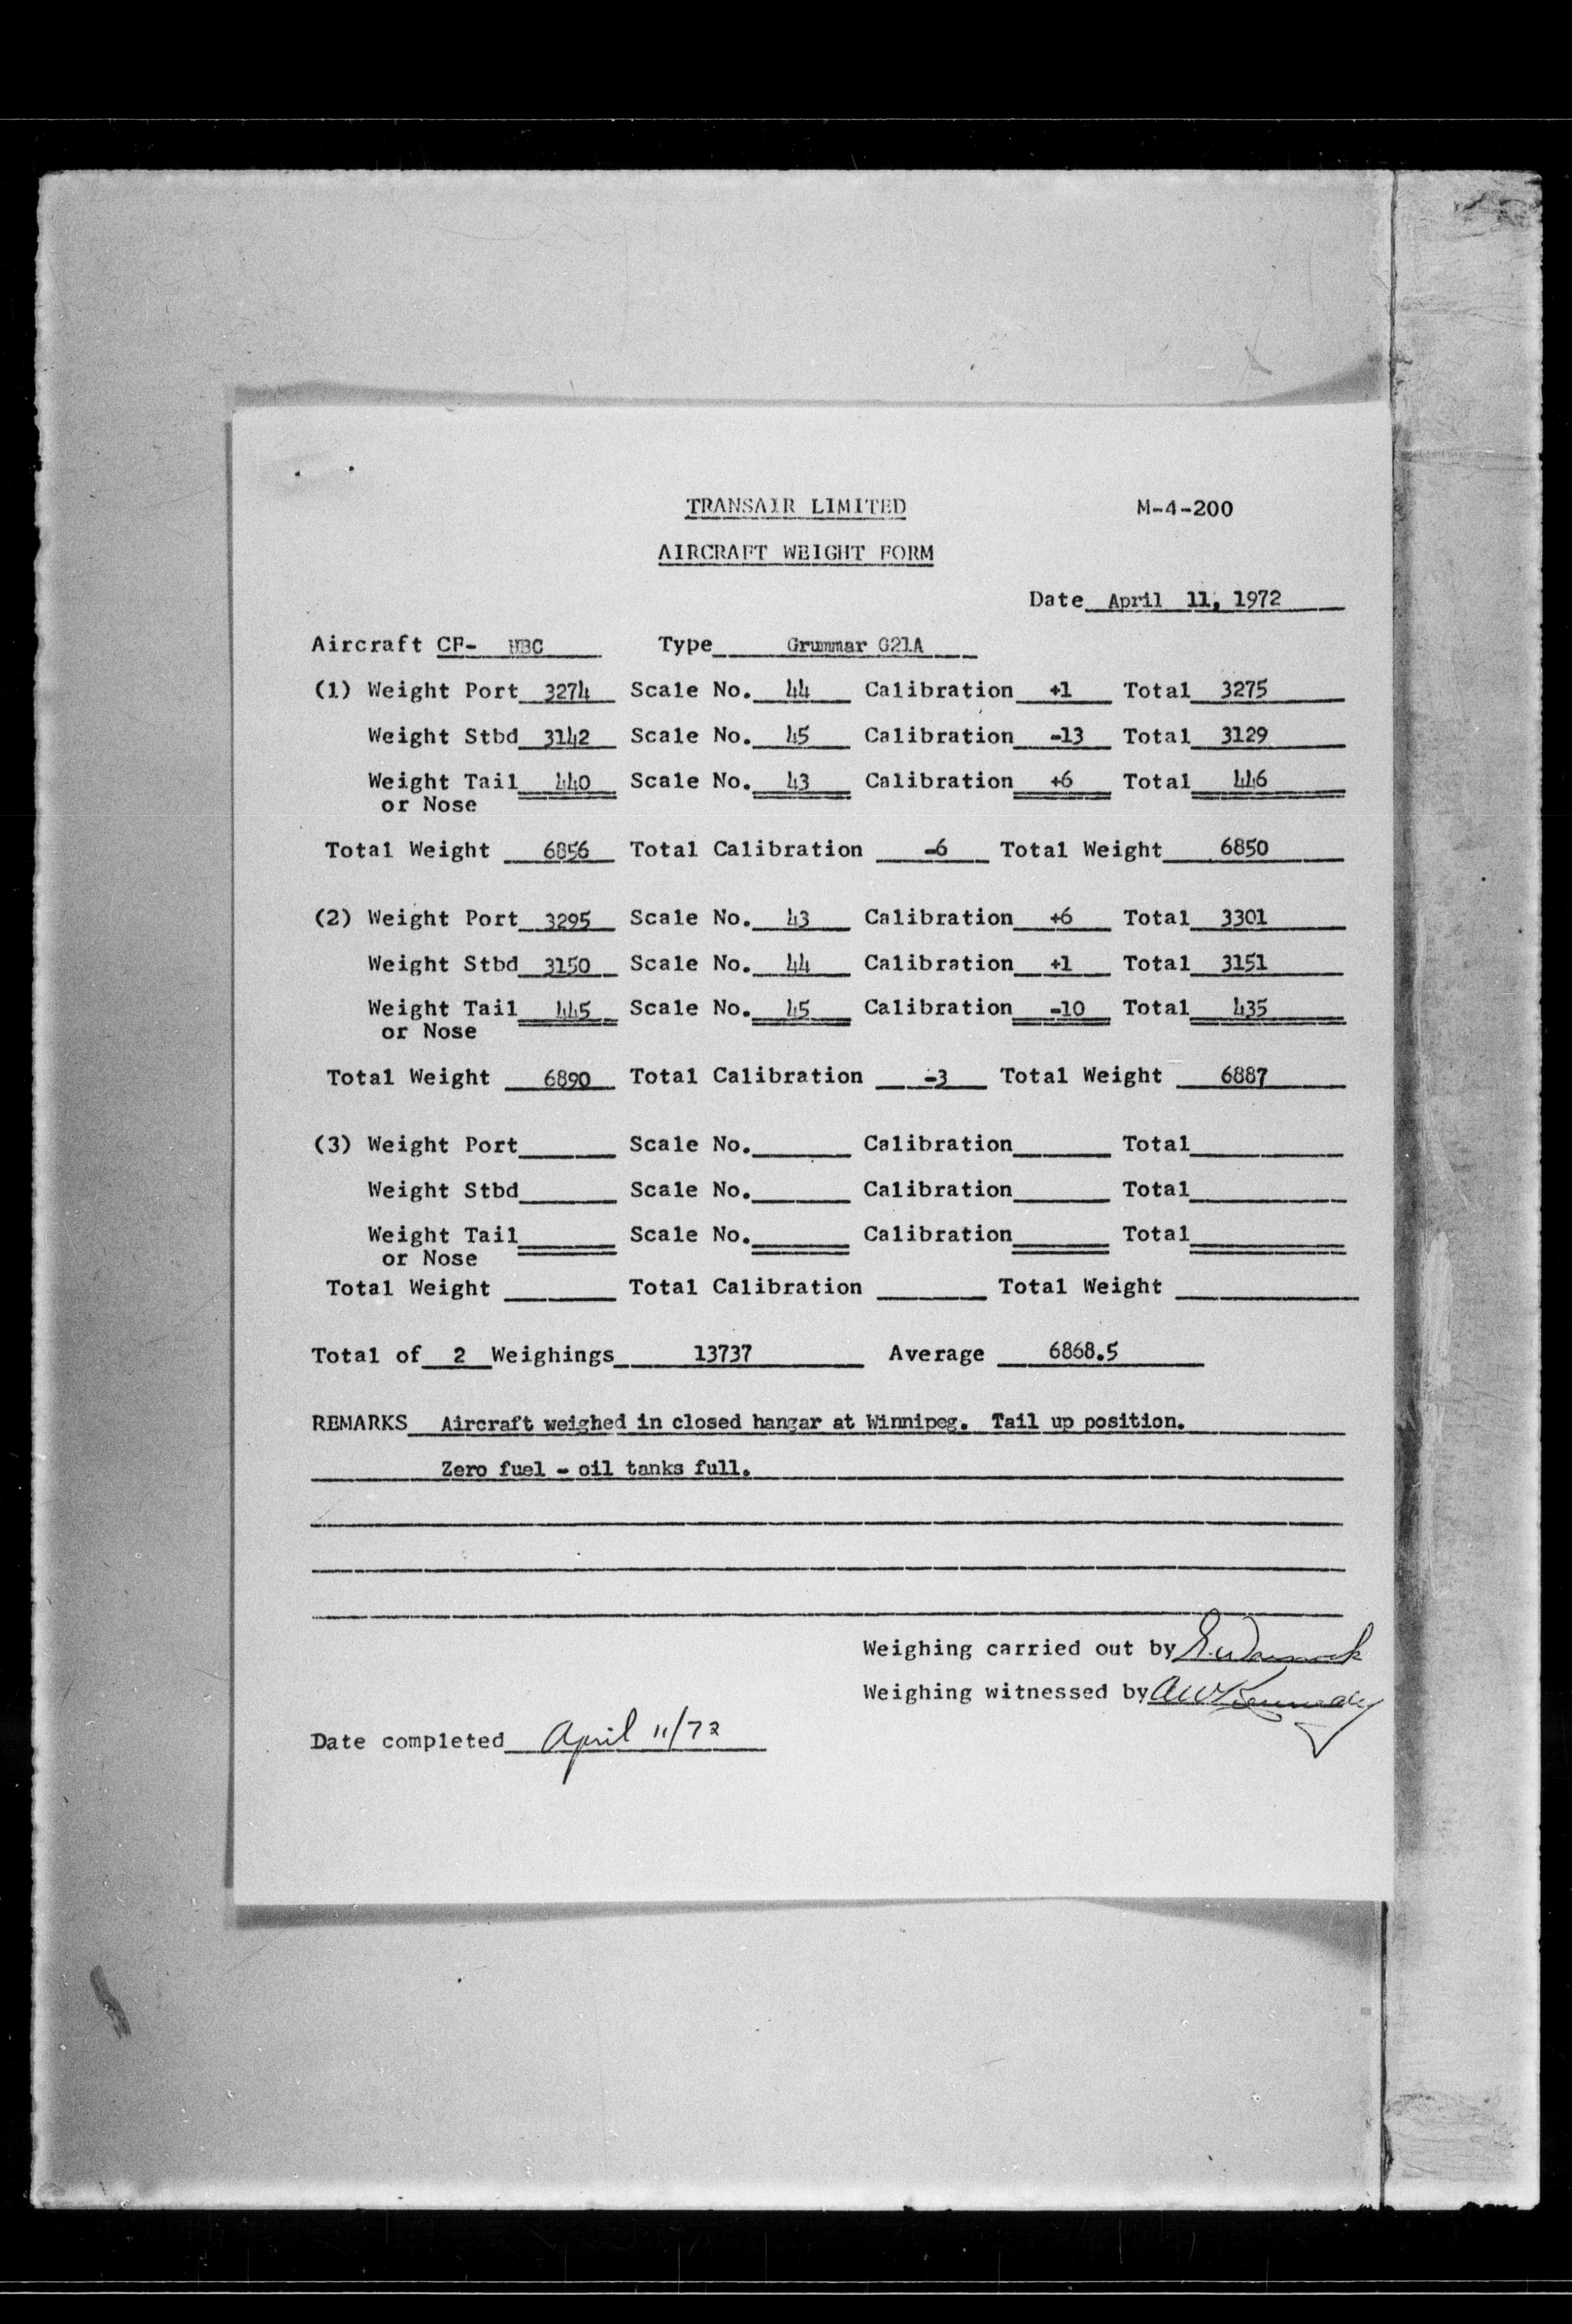 TRANSAIR LIMITED M-4-200
AIRCRAFT WEIGHT FORM
Date April 11, 1972
Aircraft CF- HBC Type Grummar G21A
(1) Weight Port 3274 Scale No. 44 Calibration +1 Total 3275
Weight Stbd 3142 Scale No. 45 Calibration -13 Total 3129
Weight Tail 440 Scale No. 43 Calibration +6 Total 446
or Nose
Total Weight 6856 Total Calibration -6 Total Weight 6850
(2) Weight Port 3295 Scale No. 43 Calibration +6 Total 3301
Weight Stbd 3150 Scale No. 44 Calibration +1 Total 3151
Weight Tail 445 Scale No. 45 Calibration -10 Total 435
or Nose
Total Weight 6890 Total Calibration -3 Total Weight 6887
(3) Weight Port Scale No. Calibration Total
Weight Stbd Scale No. Calibration Total
Weight Tail Scale No. Calibration Total
or Nose
Total Weight Total Calibration Total Weight
Total of 2 Weighings 13737 Average 6868.5
REMARKS Aircraft weighed in closed hangar at Winnipeg. Tail up position.
Zero fuel - oil tanks full.
Weighing carried out by
Weighing witnessed by AW Kennedy
Date completed April 11/72